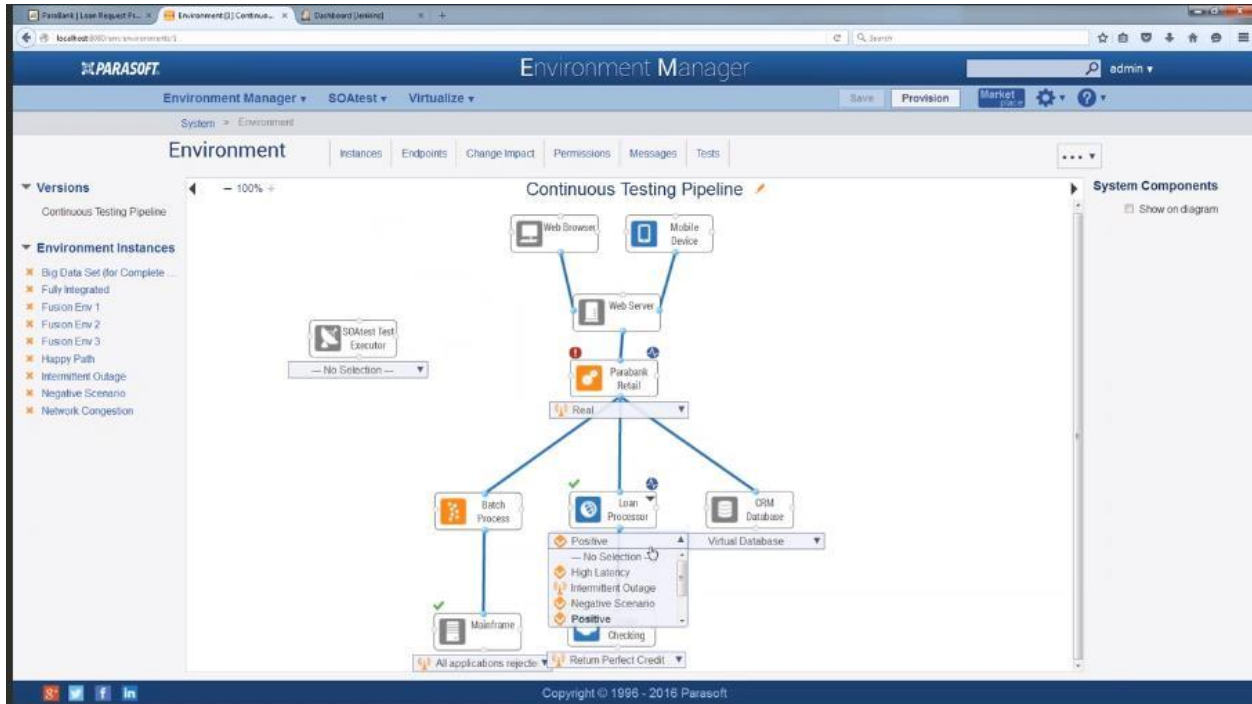 ParaBank | Loan Request Pr... × Environment [1] Continuo... × Dashboard [Jenkins] × +
Search
PARASOFT. Environment Manager admin
Environment Manager SOAtest Virtualize Save Provision Market place
System > Environment
Environment Instances Endpoints Change Impact Permissions Messages Tests ...
Versions
Continuous Testing Pipeline
Environment Instances
Big Data Set (for Complete ...
Fully Integrated
Fusion Env 1
Fusion Env 2
Fusion Env 3
Happy Path
Intermittent Outage
Negative Scenario
Network Congestion
− 100% +
Continuous Testing Pipeline
System Components
Show on diagram
Web Browser
Mobile
Device
Web Server
SOAtest Test
Executor
— No Selection —
Parabank
Retail
Real
Batch
Process
Loan
Processor
CRM
Database
Positive
Virtual Database
— No Selection —
High Latency
Intermittent Outage
Negative Scenario
Positive
Mainframe
Checking
All applications rejecte
Return Perfect Credit
g+ f in
Copyright © 1996 - 2016 Parasoft